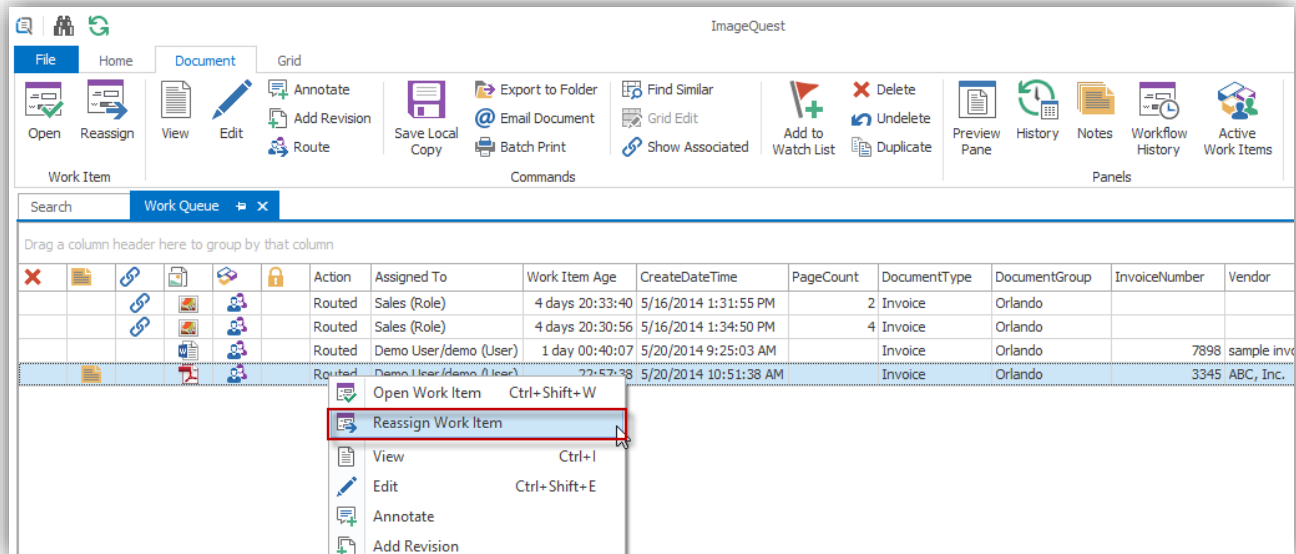 ImageQuest
File Home Document Grid
Open Reassign View Edit Annotate Add Revision Route Save Local Copy Export to Folder Email Document Batch Print Find Similar Grid Edit Show Associated Add to Watch List Delete Undelete Duplicate Preview Pane History Notes Workflow History Active Work Items
Work Item Commands Panels
Search Work Queue
Drag a column header here to group by that column
Action Assigned To Work Item Age CreateDateTime PageCount DocumentType DocumentGroup InvoiceNumber Vendor
Routed Sales (Role) 4 days 20:33:40 5/16/2014 1:31:55 PM 2 Invoice Orlando
Routed Sales (Role) 4 days 20:30:56 5/16/2014 1:34:50 PM 4 Invoice Orlando
Routed Demo User/demo (User) 1 day 00:40:07 5/20/2014 9:25:03 AM Invoice Orlando 7898 sample invo
Routed Demo User/demo (User) 22:57:38 5/20/2014 10:51:38 AM Invoice Orlando 3345 ABC, Inc.
Open Work Item Ctrl+Shift+W
Reassign Work Item
View Ctrl+I
Edit Ctrl+Shift+E
Annotate
Add Revision